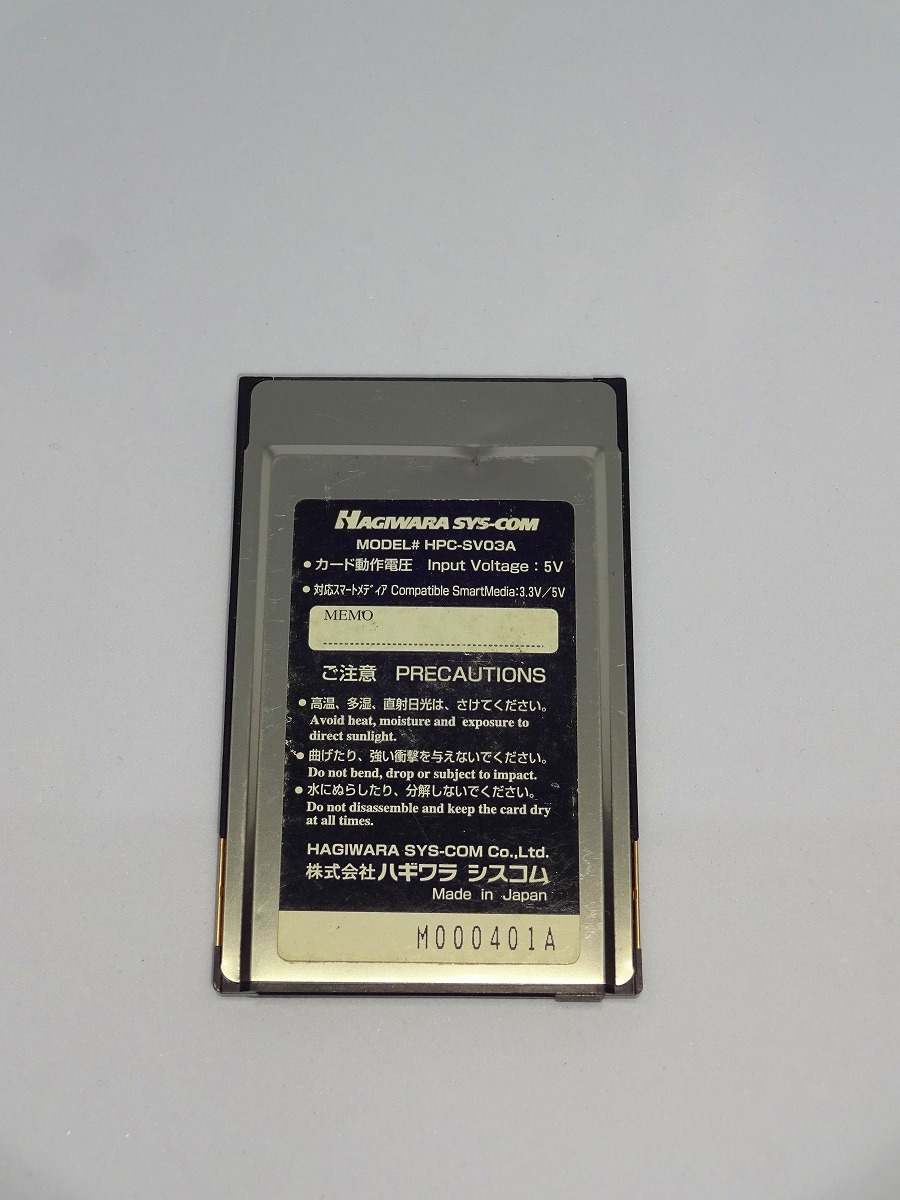 HAGIWARA SYS-COM
MODEL# HPC-SV03A
●カード動作電圧 Input Voltage : 5V
●対応スマートメディア Compatible SmartMedia:3.3V/5V
MEMO
ご注意 PRECAUTIONS
●高温、多湿、直射日光は、さけてください。
Avoid heat, moisture and exposure to
direct sunlight.
●曲げたり、強い衝撃を与えないでください。
Do not bend, drop or subject to impact.
●水にぬらしたり、分解しないでください。
Do not disassemble and keep the card dry
at all times.
HAGIWARA SYS-COM Co.,Ltd.
株式会社ハギワラ シスコム
Made in Japan
M000401A